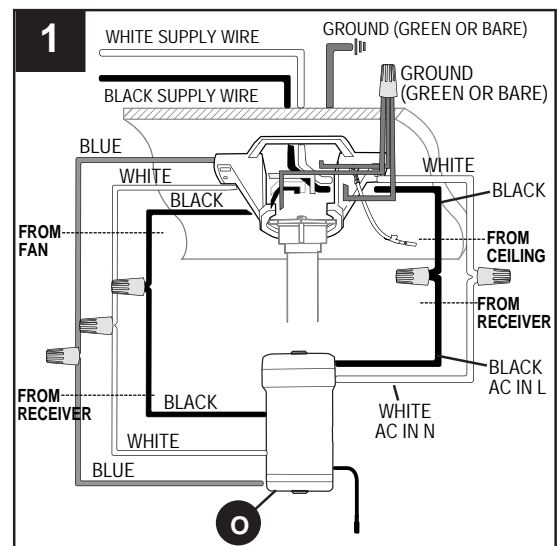 1
WHITE SUPPLY WIRE
GROUND (GREEN OR BARE)
BLACK SUPPLY WIRE
GROUND
(GREEN OR BARE)
BLUE
WHITE
BLACK
WHITE
BLACK
FROM
FAN
FROM
CEILING
FROM
RECEIVER
BLACK
AC IN L
WHITE
AC IN N
FROM
RECEIVER
BLACK
WHITE
BLUE
O